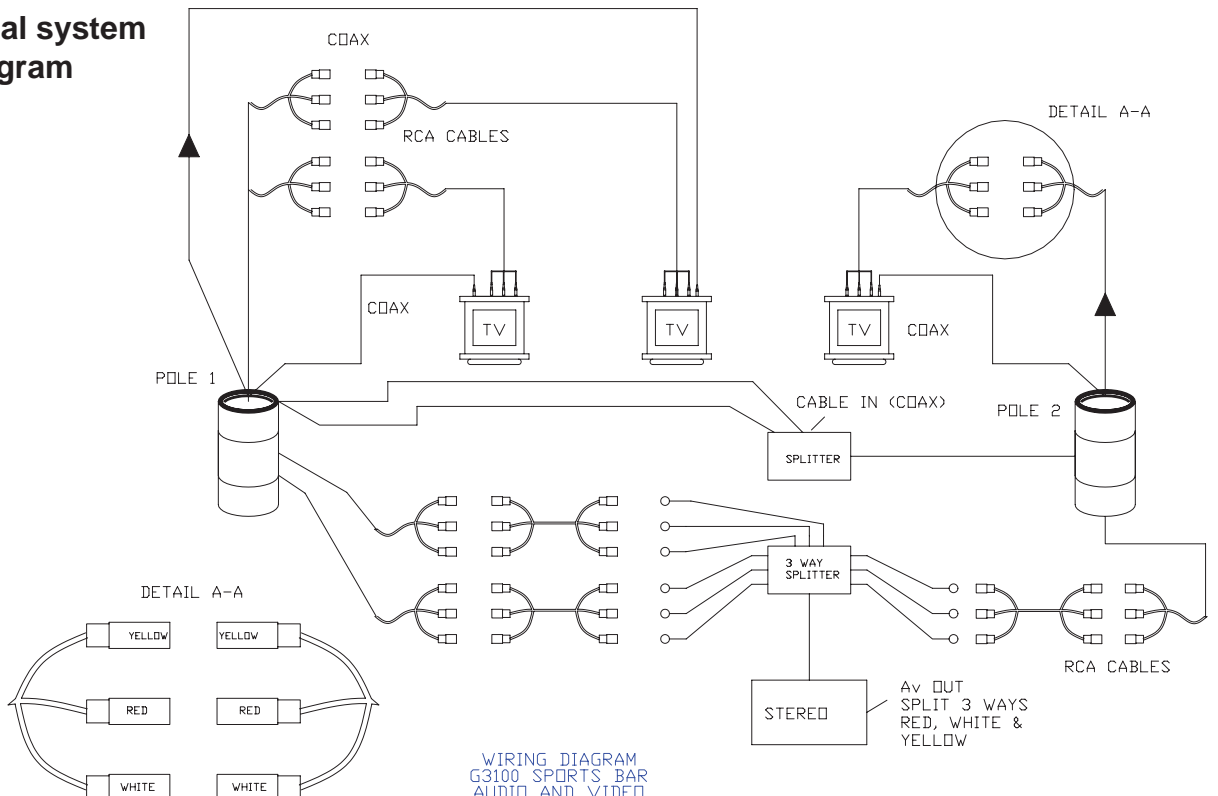 al system
gram
COAX
RCA CABLES
DETAIL A-A
COAX
TV
TV
TV
COAX
POLE 1
CABLE IN (COAX)
POLE 2
SPLITTER
3 WAY
SPLITTER
DETAIL A-A
YELLOW
YELLOW
RED
RED
WHITE
WHITE
RCA CABLES
STEREO
Av OUT
SPLIT 3 WAYS
RED, WHITE &
YELLOW
WIRING DIAGRAM
G3100 SPORTS BAR
AUDIO AND VIDEO